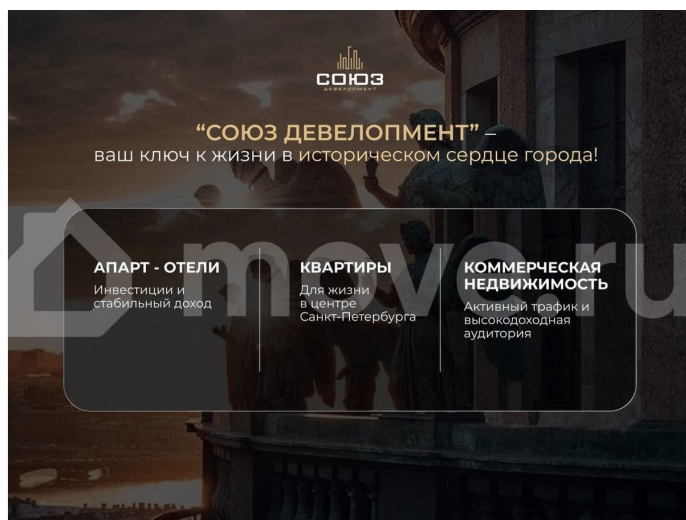 СОЮЗ
ДЕВЕЛОПМЕНТ
“СОЮЗ ДЕВЕЛОПМЕНТ” –
ваш ключ к жизни в историческом сердце города!
move.ru
АПАРТ - ОТЕЛИ
Инвестиции и
стабильный доход
КВАРТИРЫ
Для жизни
в центре
Санкт-Петербурга
КОММЕРЧЕСКАЯ
НЕДВИЖИМОСТЬ
Активный трафик и
высокодоходная
аудитория